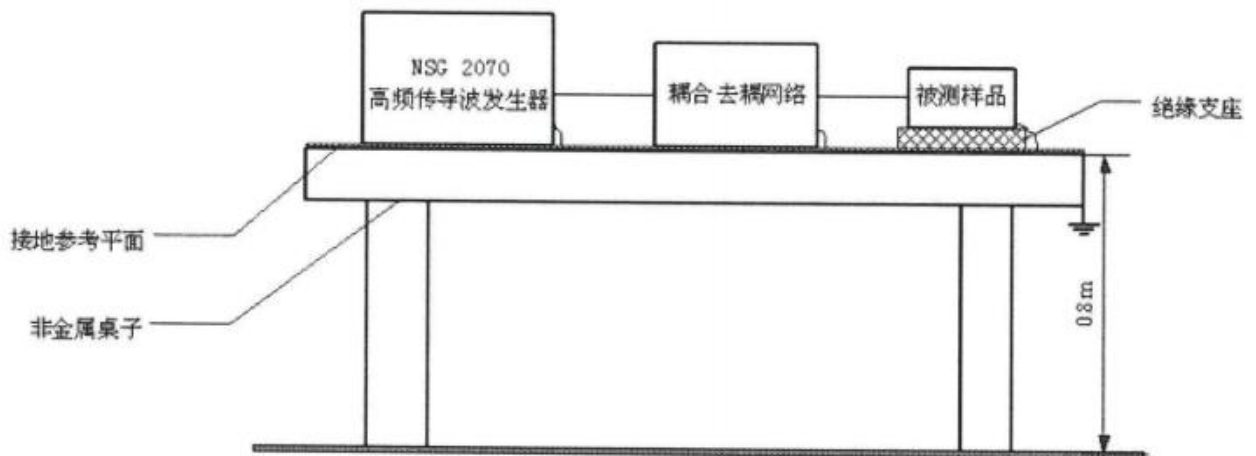 NSG 2070
高频传导波发生器
耦合去耦网络
被测样品
绝缘支座
接地参考平面
非金属桌子
08m